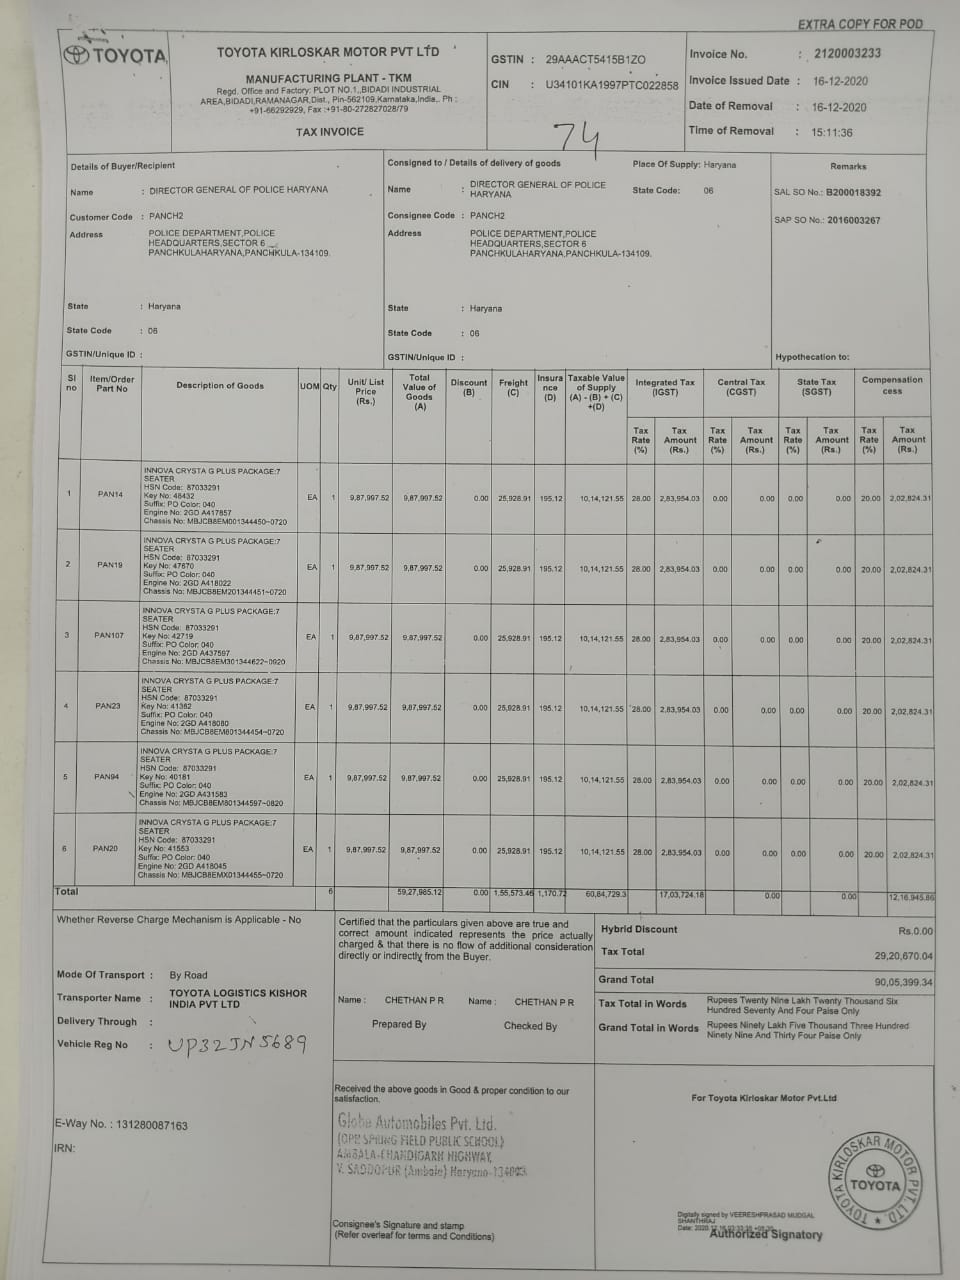 EXTRA COPY FOR POD
TOYOTA
TOYOTA KIRLOSKAR MOTOR PVT LTD
MANUFACTURING PLANT - TKM
Regd. Office and Factory: PLOT NO.1,,BIDADI INDUSTRIAL
AREA,BIDADI,RAMANAGAR,Dist., Pin-562109,Karnataka,India,. Ph :
+91-66292929, Fax :+91-80-272827028/79
TAX INVOICE
GSTIN : 29AAACT5415B1ZO
CIN : U34101KA1997PTC022858
74
Invoice No. : 2120003233
Invoice Issued Date : 16-12-2020
Date of Removal : 16-12-2020
Time of Removal : 15:11:36
Details of Buyer/Recipient
Name : DIRECTOR GENERAL OF POLICE HARYANA
Customer Code : PANCH2
Address POLICE DEPARTMENT,POLICE
HEADQUARTERS,SECTOR 6
PANCHKULAHARYANA,PANCHKULA-134109.
State : Haryana
State Code : 06
GSTIN/Unique ID :
Consigned to / Details of delivery of goods
Name : DIRECTOR GENERAL OF POLICE
HARYANA
Consignee Code : PANCH2
Address POLICE DEPARTMENT,POLICE
HEADQUARTERS,SECTOR 6
PANCHKULAHARYANA,PANCHKULA-134109.
State : Haryana
State Code : 06
GSTIN/Unique ID :
Place Of Supply: Haryana
State Code: 06
Remarks
SAL SO No.: B200018392
SAP SO No.: 2016003267
Hypothecation to:
Sl no Item/Order Part No Description of Goods UOM Qty Unit/ List Price (Rs.) Total Value of Goods (A) Discount (B) Freight (C) Insurance (D) Taxable Value of Supply (A) - (B) + (C) +(D) Integrated Tax (IGST) Central Tax (CGST) State Tax (SGST) Compensation cess
Tax Rate (%) Tax Amount (Rs.) Tax Rate (%) Tax Amount (Rs.) Tax Rate (%) Tax Amount (Rs.) Tax Rate (%) Tax Amount (Rs.)
INNOVA CRYSTA G PLUS PACKAGE:7
SEATER
HSN Code: 87033291
Key No: 48432
Suffix: PO Color: 040
Engine No: 2GD A417857
Chassis No: MBJCB8EM001344450-0720
1 PAN14 EA 1 9,87,997.52 9,87,997.52 0.00 25,928.91 195.12 10,14,121.55 28.00 2,83,954.03 0.00 0.00 0.00 0.00 20.00 2,02,824.31
INNOVA CRYSTA G PLUS PACKAGE:7
SEATER
HSN Code: 87033291
Key No: 47670
Suffix: PO Color: 040
Engine No: 2GD A418022
Chassis No: MBJCB8EM201344451-0720
2 PAN19 EA 1 9,87,997.52 9,87,997.52 0.00 25,928.91 195.12 10,14,121.55 28.00 2,83,954.03 0.00 0.00 0.00 0.00 20.00 2,02,824.31
INNOVA CRYSTA G PLUS PACKAGE:7
SEATER
HSN Code: 87033291
Key No: 42719
Suffix: PO Color: 040
Engine No: 2GD A437597
Chassis No: MBJCB8EM301344622-0920
3 PAN107 EA 1 9,87,997.52 9,87,997.52 0.00 25,928.91 195.12 10,14,121.55 28.00 2,83,954.03 0.00 0.00 0.00 0.00 20.00 2,02,824.31
INNOVA CRYSTA G PLUS PACKAGE:7
SEATER
HSN Code: 87033291
Key No: 41382
Suffix: PO Color: 040
Engine No: 2GD A418080
Chassis No: MBJCB8EM801344454-0720
4 PAN23 EA 1 9,87,997.52 9,87,997.52 0.00 25,928.91 195.12 10,14,121.55 28.00 2,83,954.03 0.00 0.00 0.00 0.00 20.00 2,02,824.31
INNOVA CRYSTA G PLUS PACKAGE:7
SEATER
HSN Code: 87033291
Key No: 40181
Suffix: PO Color: 040
Engine No: 2GD A431583
Chassis No: MBJCB8EM801344597-0820
5 PAN94 EA 1 9,87,997.52 9,87,997.52 0.00 25,928.91 195.12 10,14,121.55 28.00 2,83,954.03 0.00 0.00 0.00 0.00 20.00 2,02,824.31
INNOVA CRYSTA G PLUS PACKAGE:7
SEATER
HSN Code: 87033291
Key No: 41553
Suffix: PO Color: 040
Engine No: 2GD A418045
Chassis No: MBJCB8EMX01344455-0720
6 PAN20 EA 1 9,87,997.52 9,87,997.52 0.00 25,928.91 195.12 10,14,121.55 28.00 2,83,954.03 0.00 0.00 0.00 0.00 20.00 2,02,824.31
Total 6 59,27,985.12 0.00 1,55,573.46 1,170.72 60,84,729.3 17,03,724.18 0.00 0.00 12,16,945.86
Whether Reverse Charge Mechanism is Applicable - No
Mode Of Transport : By Road
Transporter Name : TOYOTA LOGISTICS KISHOR
INDIA PVT LTD
Delivery Through :
Vehicle Reg No : UP32JN5689
E-Way No. : 131280087163
IRN:
Certified that the particulars given above are true and
correct amount indicated represents the price actually
charged & that there is no flow of additional consideration
directly or indirectly from the Buyer.
Name : CHETHAN P R Name : CHETHAN P R
Prepared By Checked By
Hybrid Discount Rs.0.00
Tax Total 29,20,670.04
Grand Total 90,05,399.34
Tax Total in Words Rupees Twenty Nine Lakh Twenty Thousand Six
Hundred Seventy And Four Paise Only
Grand Total in Words Rupees Ninety Lakh Five Thousand Three Hundred
Ninety Nine And Thirty Four Paise Only
Received the above goods in Good & proper condition to our
satisfaction.
Globe Automobiles Pvt. Ltd.
(OPP. SPRING FIELD PUBLIC SCHOOL)
AMBALA-CHANDIGARH HIGHWAY,
V. SADDOPUR (Ambala) Haryana-134003
Consignee's Signature and stamp
(Refer overleaf for terms and Conditions)
For Toyota Kirloskar Motor Pvt.Ltd
TOYOTA KIRLOSKAR MOTOR PVT. LTD
TOYOTA
Digitally signed by VEERESHPRASAD MUDGAL
SHANTHRAJ
Authorized Signatory